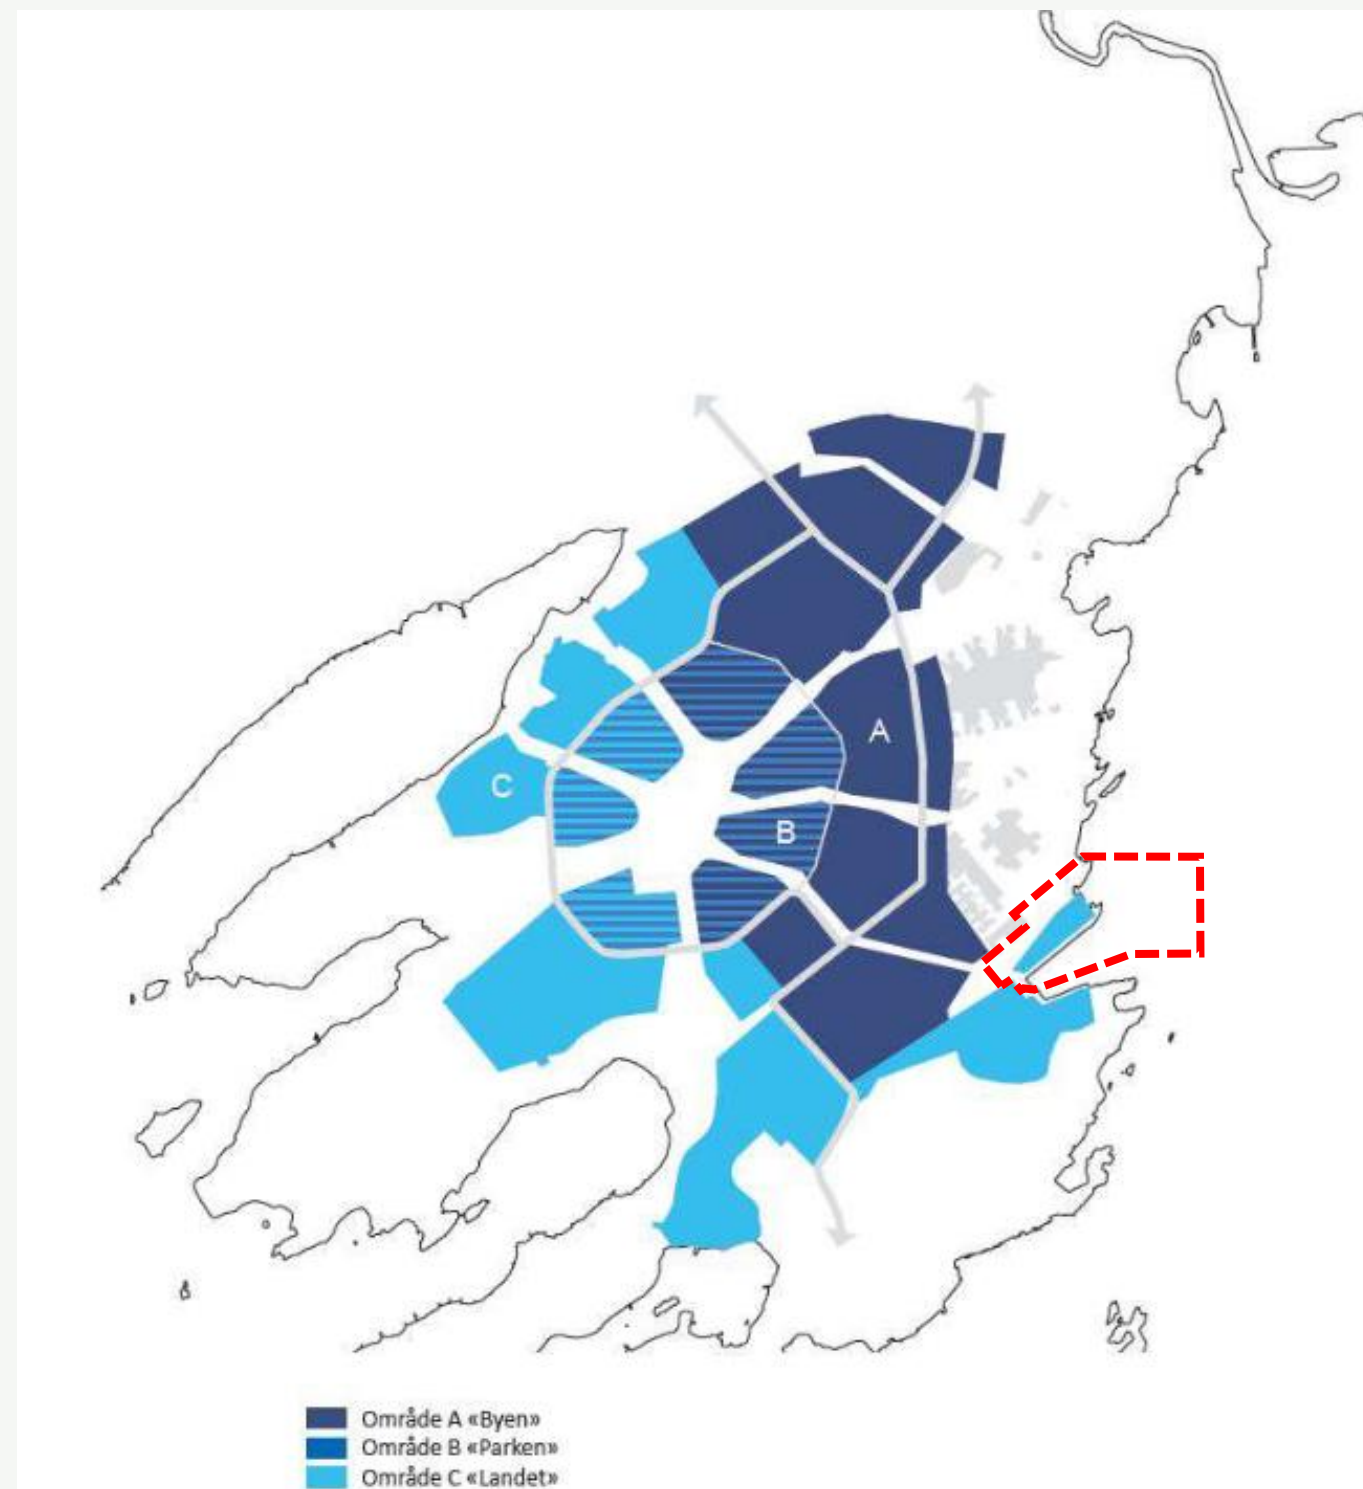 A
C
B
Område A «Byen»
Område B «Parken»
Område C «Landet»